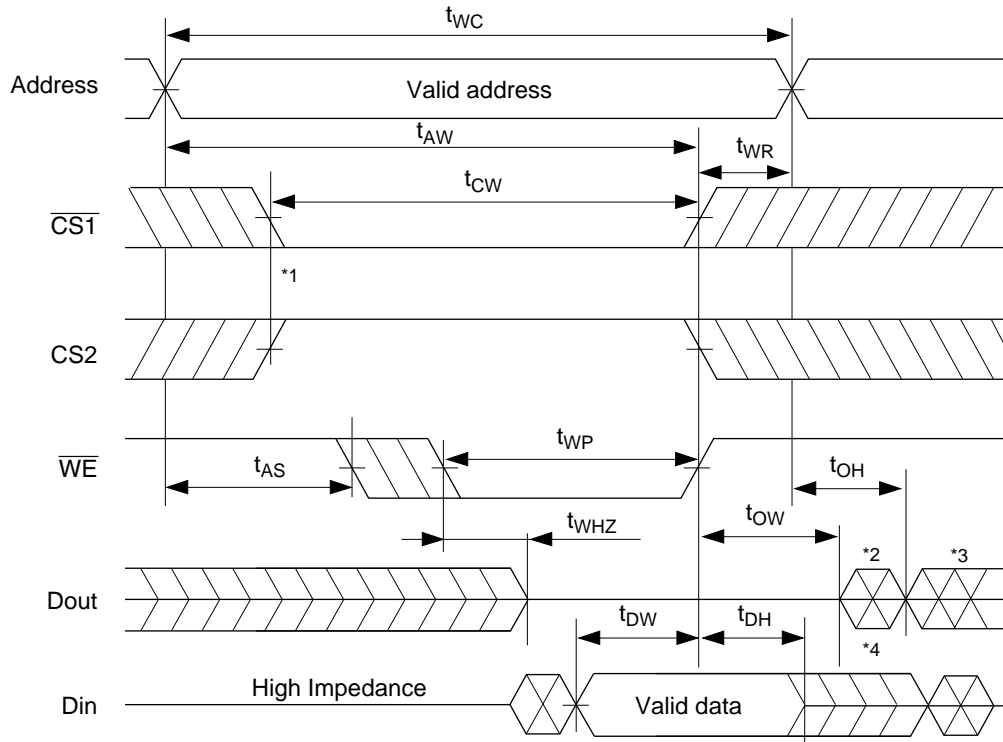 tWC
Address
Valid address
tAW
tWR
tCW
CS1
*1
CS2
tWP
WE
tAS
tOH
tWHZ
tOW
*2
*3
Dout
tDW
tDH
*4
Din
High Impedance
Valid data